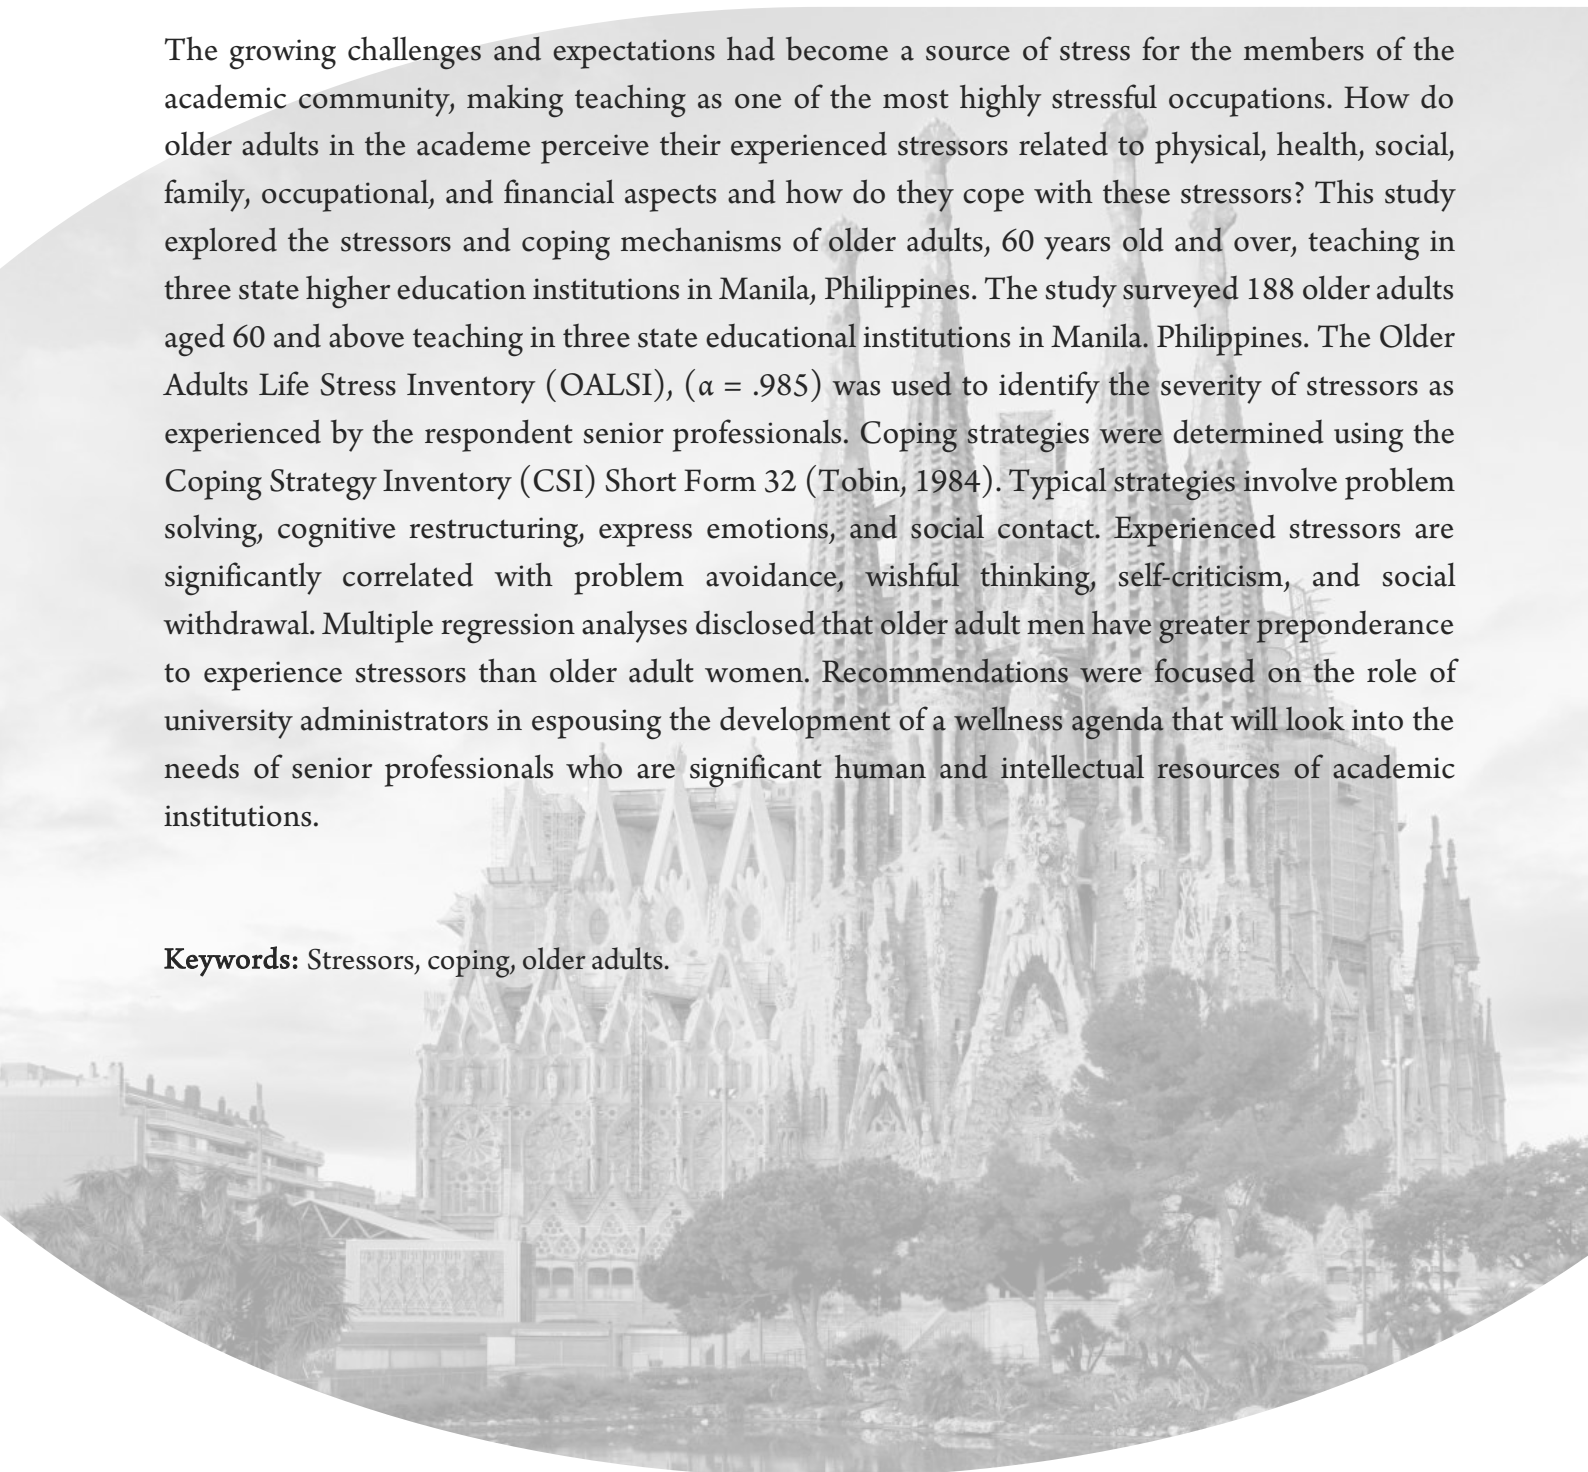 The growing challenges and expectations had become a source of stress for the members of the
academic community, making teaching as one of the most highly stressful occupations. How do
older adults in the academe perceive their experienced stressors related to physical, health, social,
family, occupational, and financial aspects and how do they cope with these stressors? This study
explored the stressors and coping mechanisms of older adults, 60 years old and over, teaching in
three state higher education institutions in Manila, Philippines. The study surveyed 188 older adults
aged 60 and above teaching in three state educational institutions in Manila. Philippines. The Older
Adults Life Stress Inventory (OALSI), (α = .985) was used to identify the severity of stressors as
experienced by the respondent senior professionals. Coping strategies were determined using the
Coping Strategy Inventory (CSI) Short Form 32 (Tobin, 1984). Typical strategies involve problem
solving, cognitive restructuring, express emotions, and social contact. Experienced stressors are
significantly correlated with problem avoidance, wishful thinking, self-criticism, and social
withdrawal. Multiple regression analyses disclosed that older adult men have greater preponderance
to experience stressors than older adult women. Recommendations were focused on the role of
university administrators in espousing the development of a wellness agenda that will look into the
needs of senior professionals who are significant human and intellectual resources of academic
institutions.
Keywords: Stressors, coping, older adults.